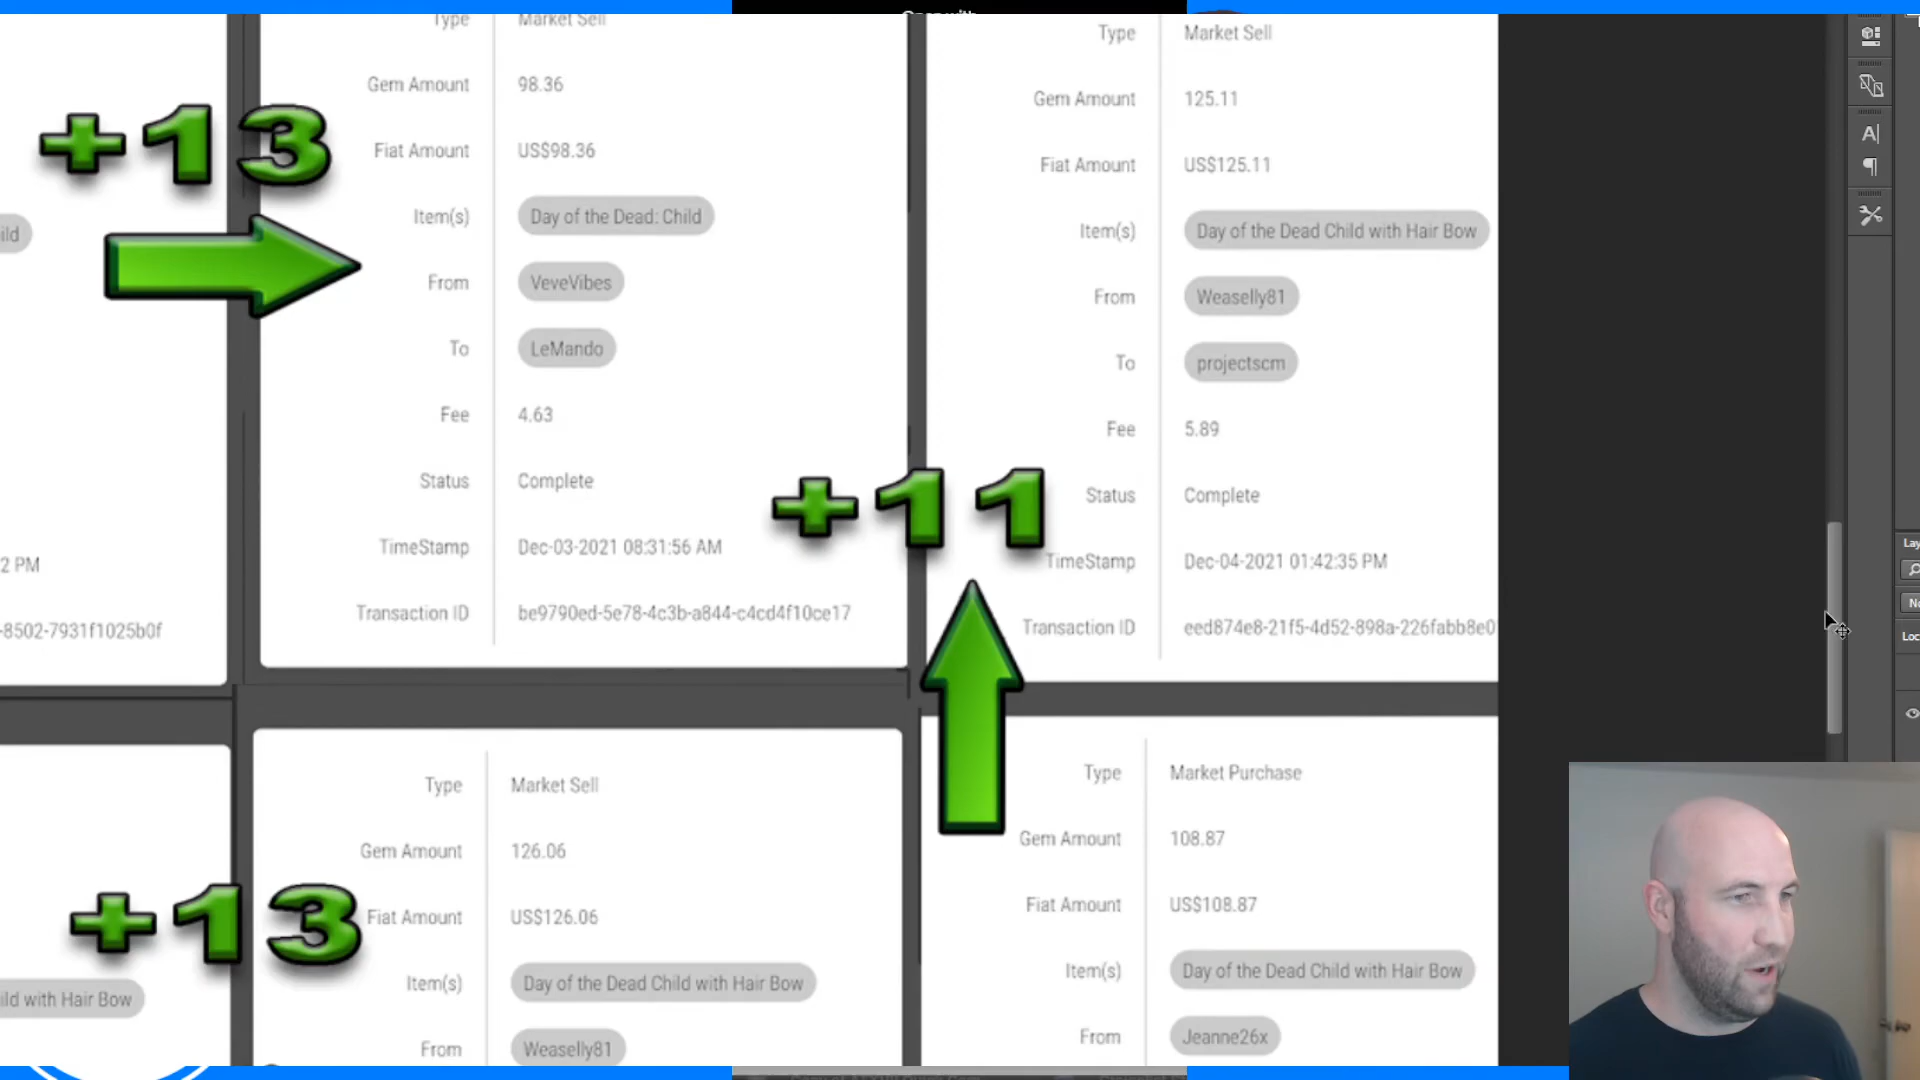 Type Market Sell
Gem Amount 98.36
Fiat Amount US$98.36
Item(s) Day of the Dead: Child
From VeveVibes
To LeMando
Fee 4.63
Status Complete
TimeStamp Dec-03-2021 08:31:56 AM
Transaction ID be9790ed-5e78-4c3b-a844-c4cd4f10ce17
Type Market Sell
Gem Amount 125.11
Fiat Amount US$125.11
Item(s) Day of the Dead Child with Hair Bow
From Weaselly81
To projectscm
Fee 5.89
Status Complete
TimeStamp Dec-04-2021 01:42:35 PM
Transaction ID eed874e8-21f5-4d52-898a-226fabb8e0
+13
+11
ild
2 PM
-8502-7931f1025b0f
ild with Hair Bow
+13
Type Market Sell
Gem Amount 126.06
Fiat Amount US$126.06
Item(s) Day of the Dead Child with Hair Bow
From Weaselly81
Type Market Purchase
Gem Amount 108.87
Fiat Amount US$108.87
Item(s) Day of the Dead Child with Hair Bow
From Jeanne26x
A
Lay
No
Loc